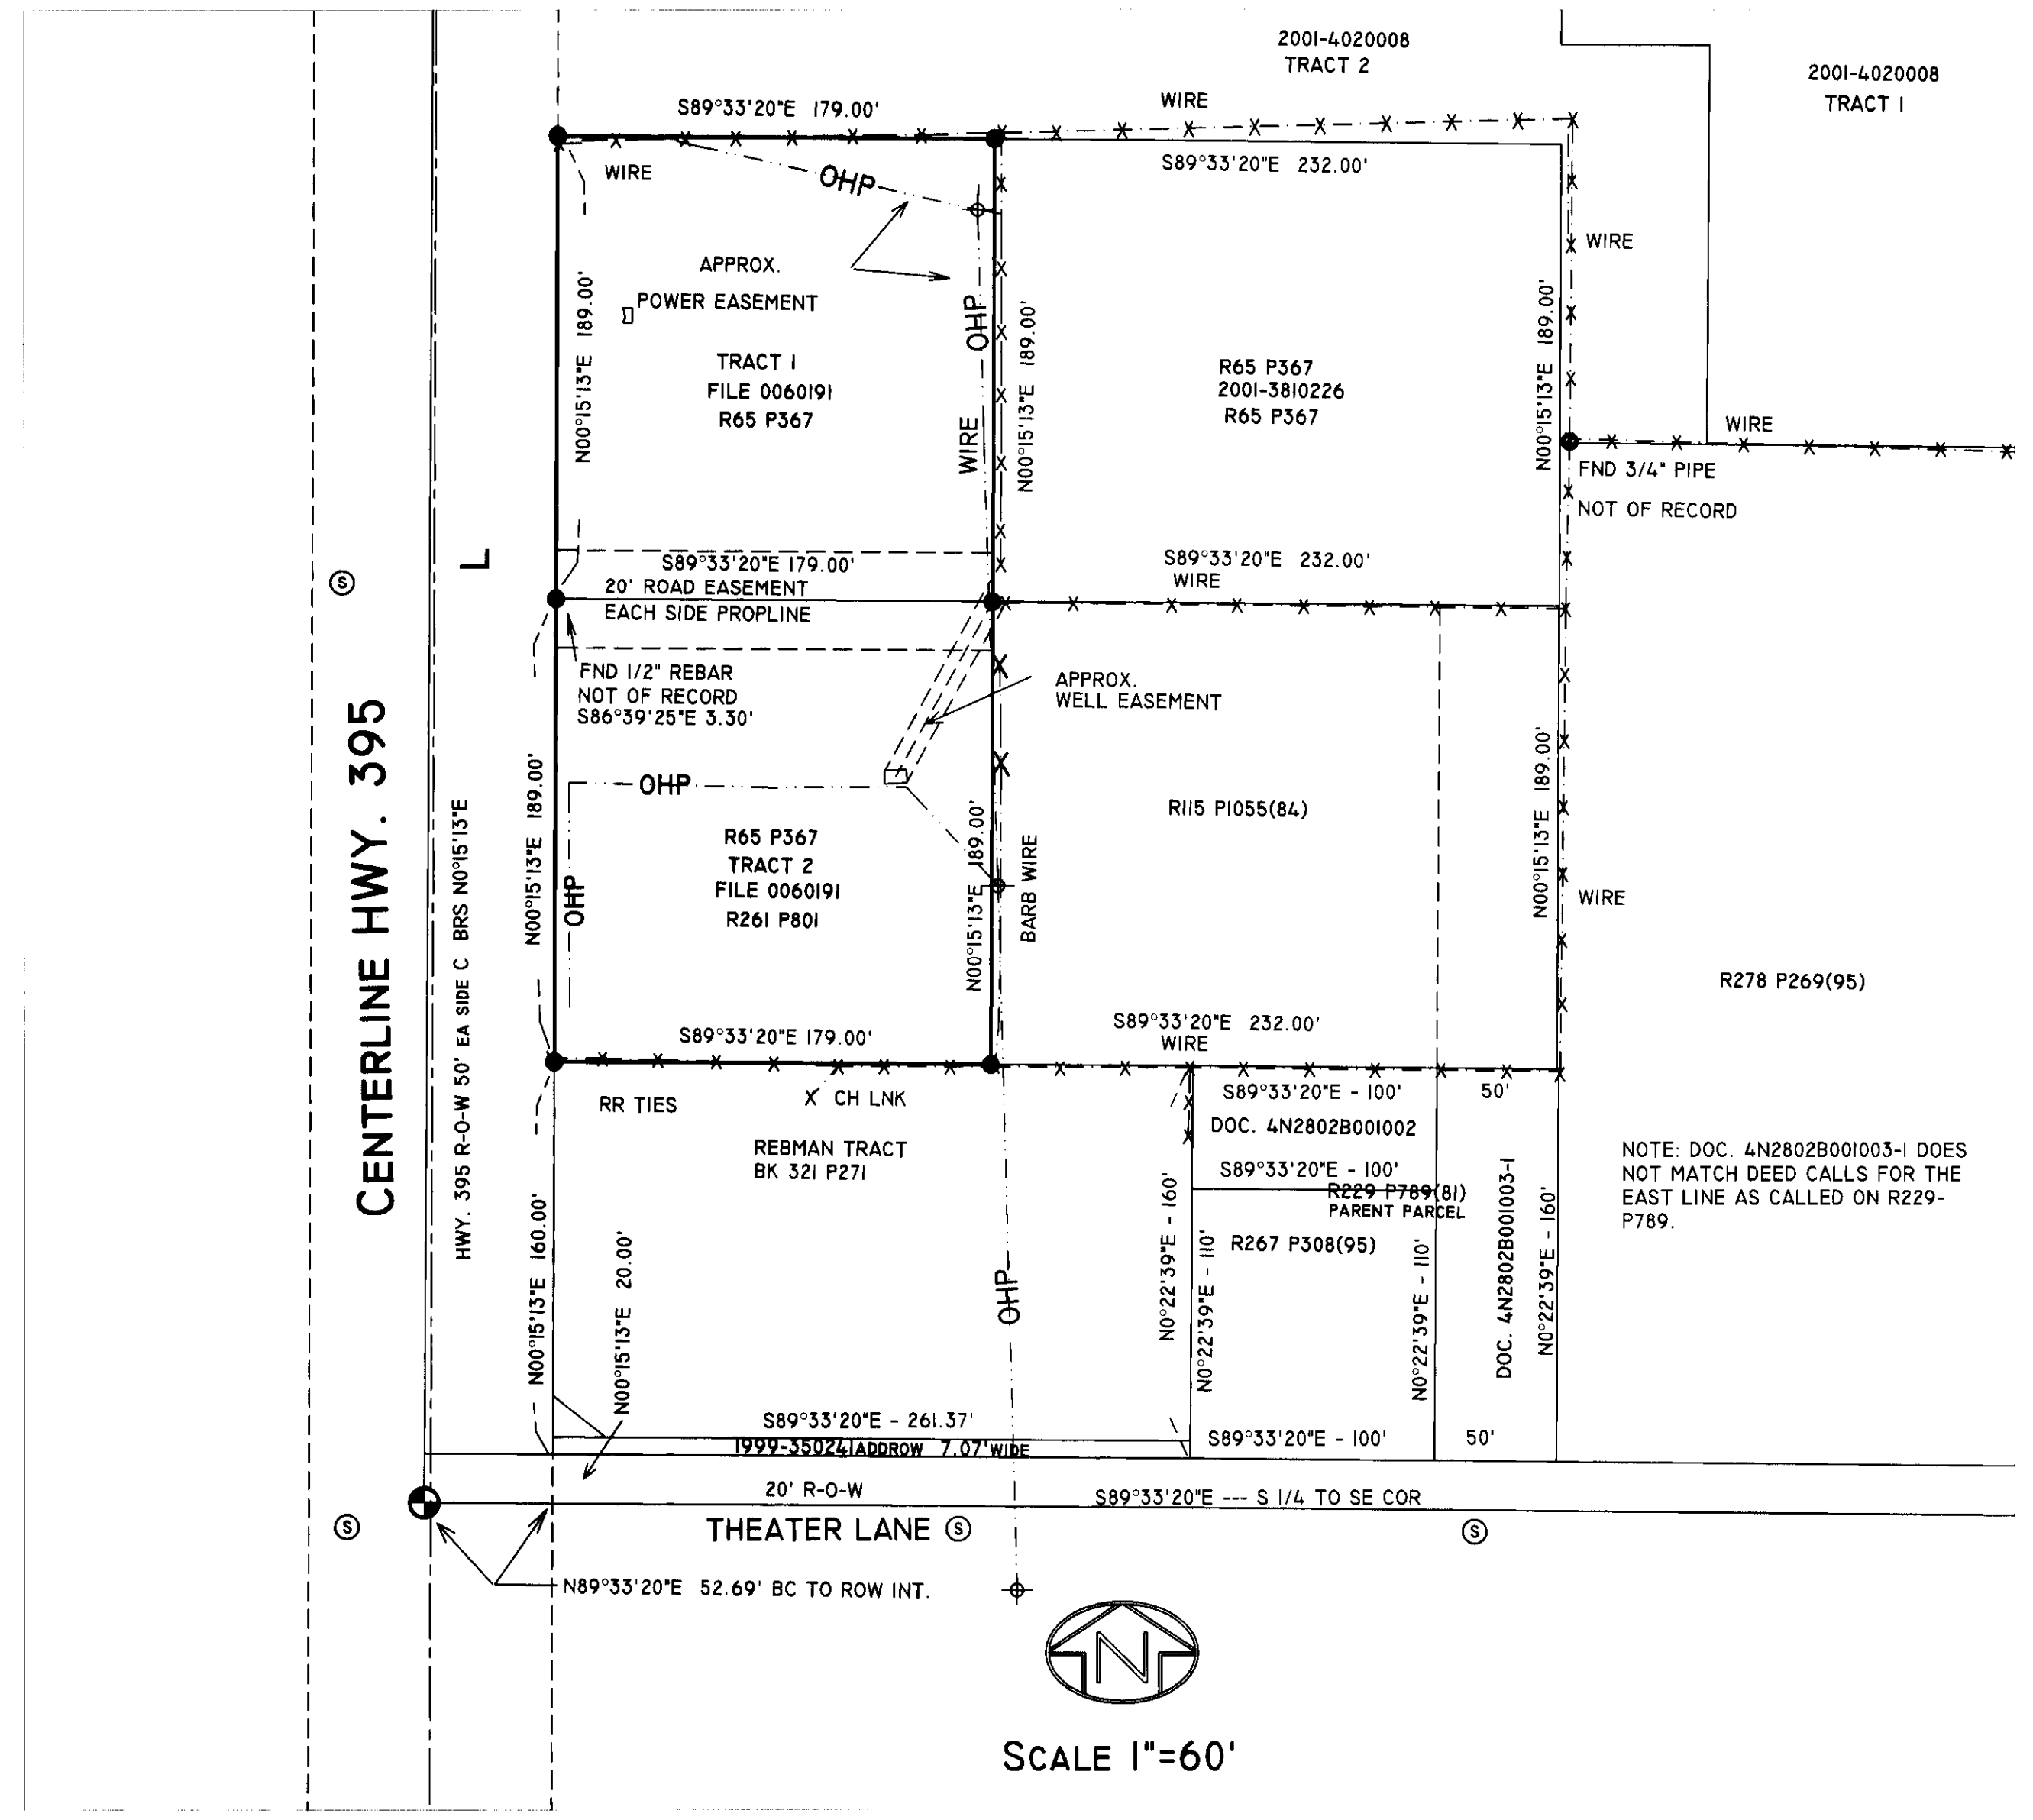 2001-4020008
TRACT 2
2001-4020008
TRACT 1
S89°33'20"E 179.00'
WIRE
WIRE
OHP
S89°33'20"E 232.00'
WIRE
APPROX.
POWER EASEMENT
N00°15'13"E 189.00'
OHP
N00°15'13"E 189.00'
N00°15'13"E 189.00'
TRACT 1
FILE 0060191
R65 P367
R65 P367
2001-3810226
R65 P367
WIRE
WIRE
FND 3/4" PIPE
NOT OF RECORD
L
S
S89°33'20"E 179.00'
20' ROAD EASEMENT
EACH SIDE PROPLINE
S89°33'20"E 232.00'
WIRE
FND 1/2" REBAR
NOT OF RECORD
S86°39'25"E 3.30'
APPROX.
WELL EASEMENT
CENTERLINE HWY. 395
HWY. 395 R-O-W 50' EA SIDE C BRS N0°15'13"E
N00°15'13"E 189.00'
OHP
OHP
R65 P367
TRACT 2
FILE 0060191
R261 P801
N00°15'13"E 189.00'
BARB WIRE
R115 P1055(84)
N00°15'13"E 189.00'
WIRE
R278 P269(95)
S89°33'20"E 179.00'
S89°33'20"E 232.00'
WIRE
RR TIES
X CH LNK
S89°33'20"E - 100'
50'
DOC. 4N2802B001002
REBMAN TRACT
BK 321 P271
S89°33'20"E - 100'
R229 P789(81)
PARENT PARCEL
R267 P308(95)
NOTE: DOC. 4N2802B001003-1 DOES
NOT MATCH DEED CALLS FOR THE
EAST LINE AS CALLED ON R229-
P789.
N00°15'13"E 160.00'
N00°15'13"E 20.00'
OHP
N0°22'39"E - 160'
N0°22'39"E - 110'
N0°22'39"E - 110'
DOC. 4N2802B001003-1
N0°22'39"E - 160'
S89°33'20"E - 261.37'
1999-350241 ADDROW 7.07' WIDE
S89°33'20"E - 100'
50'
20' R-O-W
S89°33'20"E --- S 1/4 TO SE COR
S
THEATER LANE
S
S
N89°33'20"E 52.69' BC TO ROW INT.
N
SCALE 1"=60'